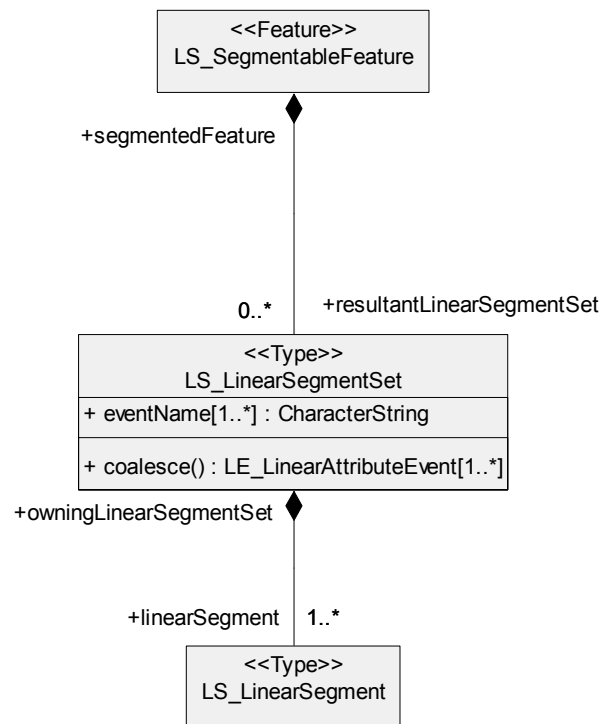 <<Feature>>
LS_SegmentableFeature
+segmentedFeature
0..*
+resultantLinearSegmentSet
<<Type>>
LS_LinearSegmentSet
+ eventName[1..*] : CharacterString
+ coalesce() : LE_LinearAttributeEvent[1..*]
+owningLinearSegmentSet
+linearSegment
1..*
<<Type>>
LS_LinearSegment